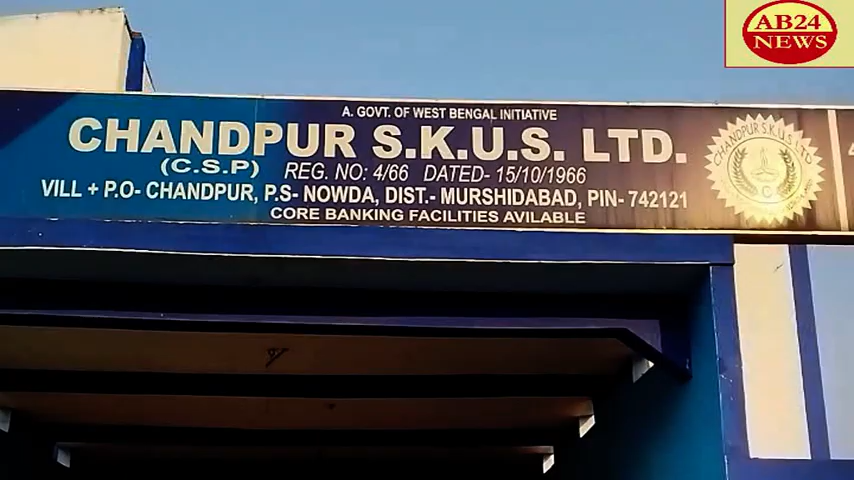 AB24
NEWS
A. GOVT. OF WEST BENGAL INITIATIVE
CHANDPUR S.K.U.S. LTD.
(C.S.P) REG. NO: 4/66 DATED- 15/10/1966
VILL + P.O- CHANDPUR, P.S- NOWDA, DIST.- MURSHIDABAD, PIN- 742121
CORE BANKING FACILITIES AVILABLE
CHANDPUR S.K.U.S LTD
C